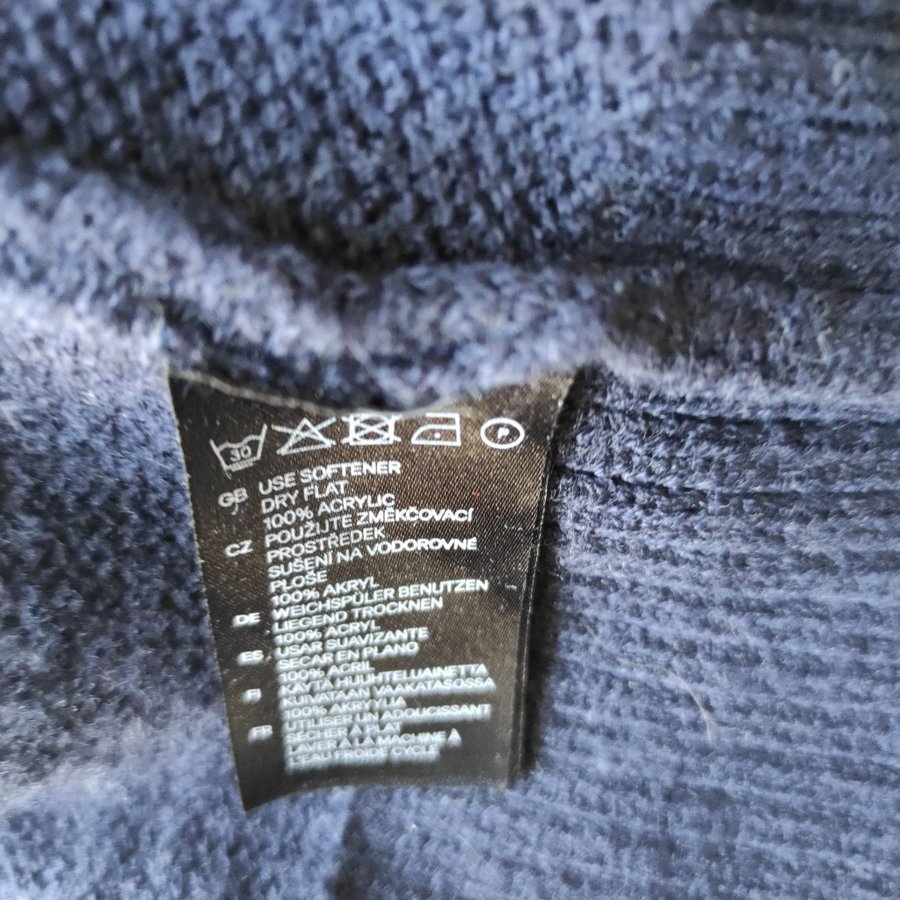 30
P
GB USE SOFTENER
DRY FLAT
100% ACRYLIC
CZ POUŽIJTE ZMĚKČOVACÍ
PROSTŘEDEK
SUŠENÍ NA VODOROVNÉ
PLOŠE
100% AKRYL
DE WEICHSPÜLER BENUTZEN
LIEGEND TROCKNEN
100% ACRYL
ES USAR SUAVIZANTE
SECAR EN PLANO
100% ACRIL
FI KÄYTÄ HUUHTELUAINETTA
KUIVATAAN VAAKATASOSSA
100% AKRYYLIA
FR UTILISER UN ADOUCISSANT
SÉCHER À PLAT
LAVER À LA MACHINE À
L'EAU FROIDE CYCLE